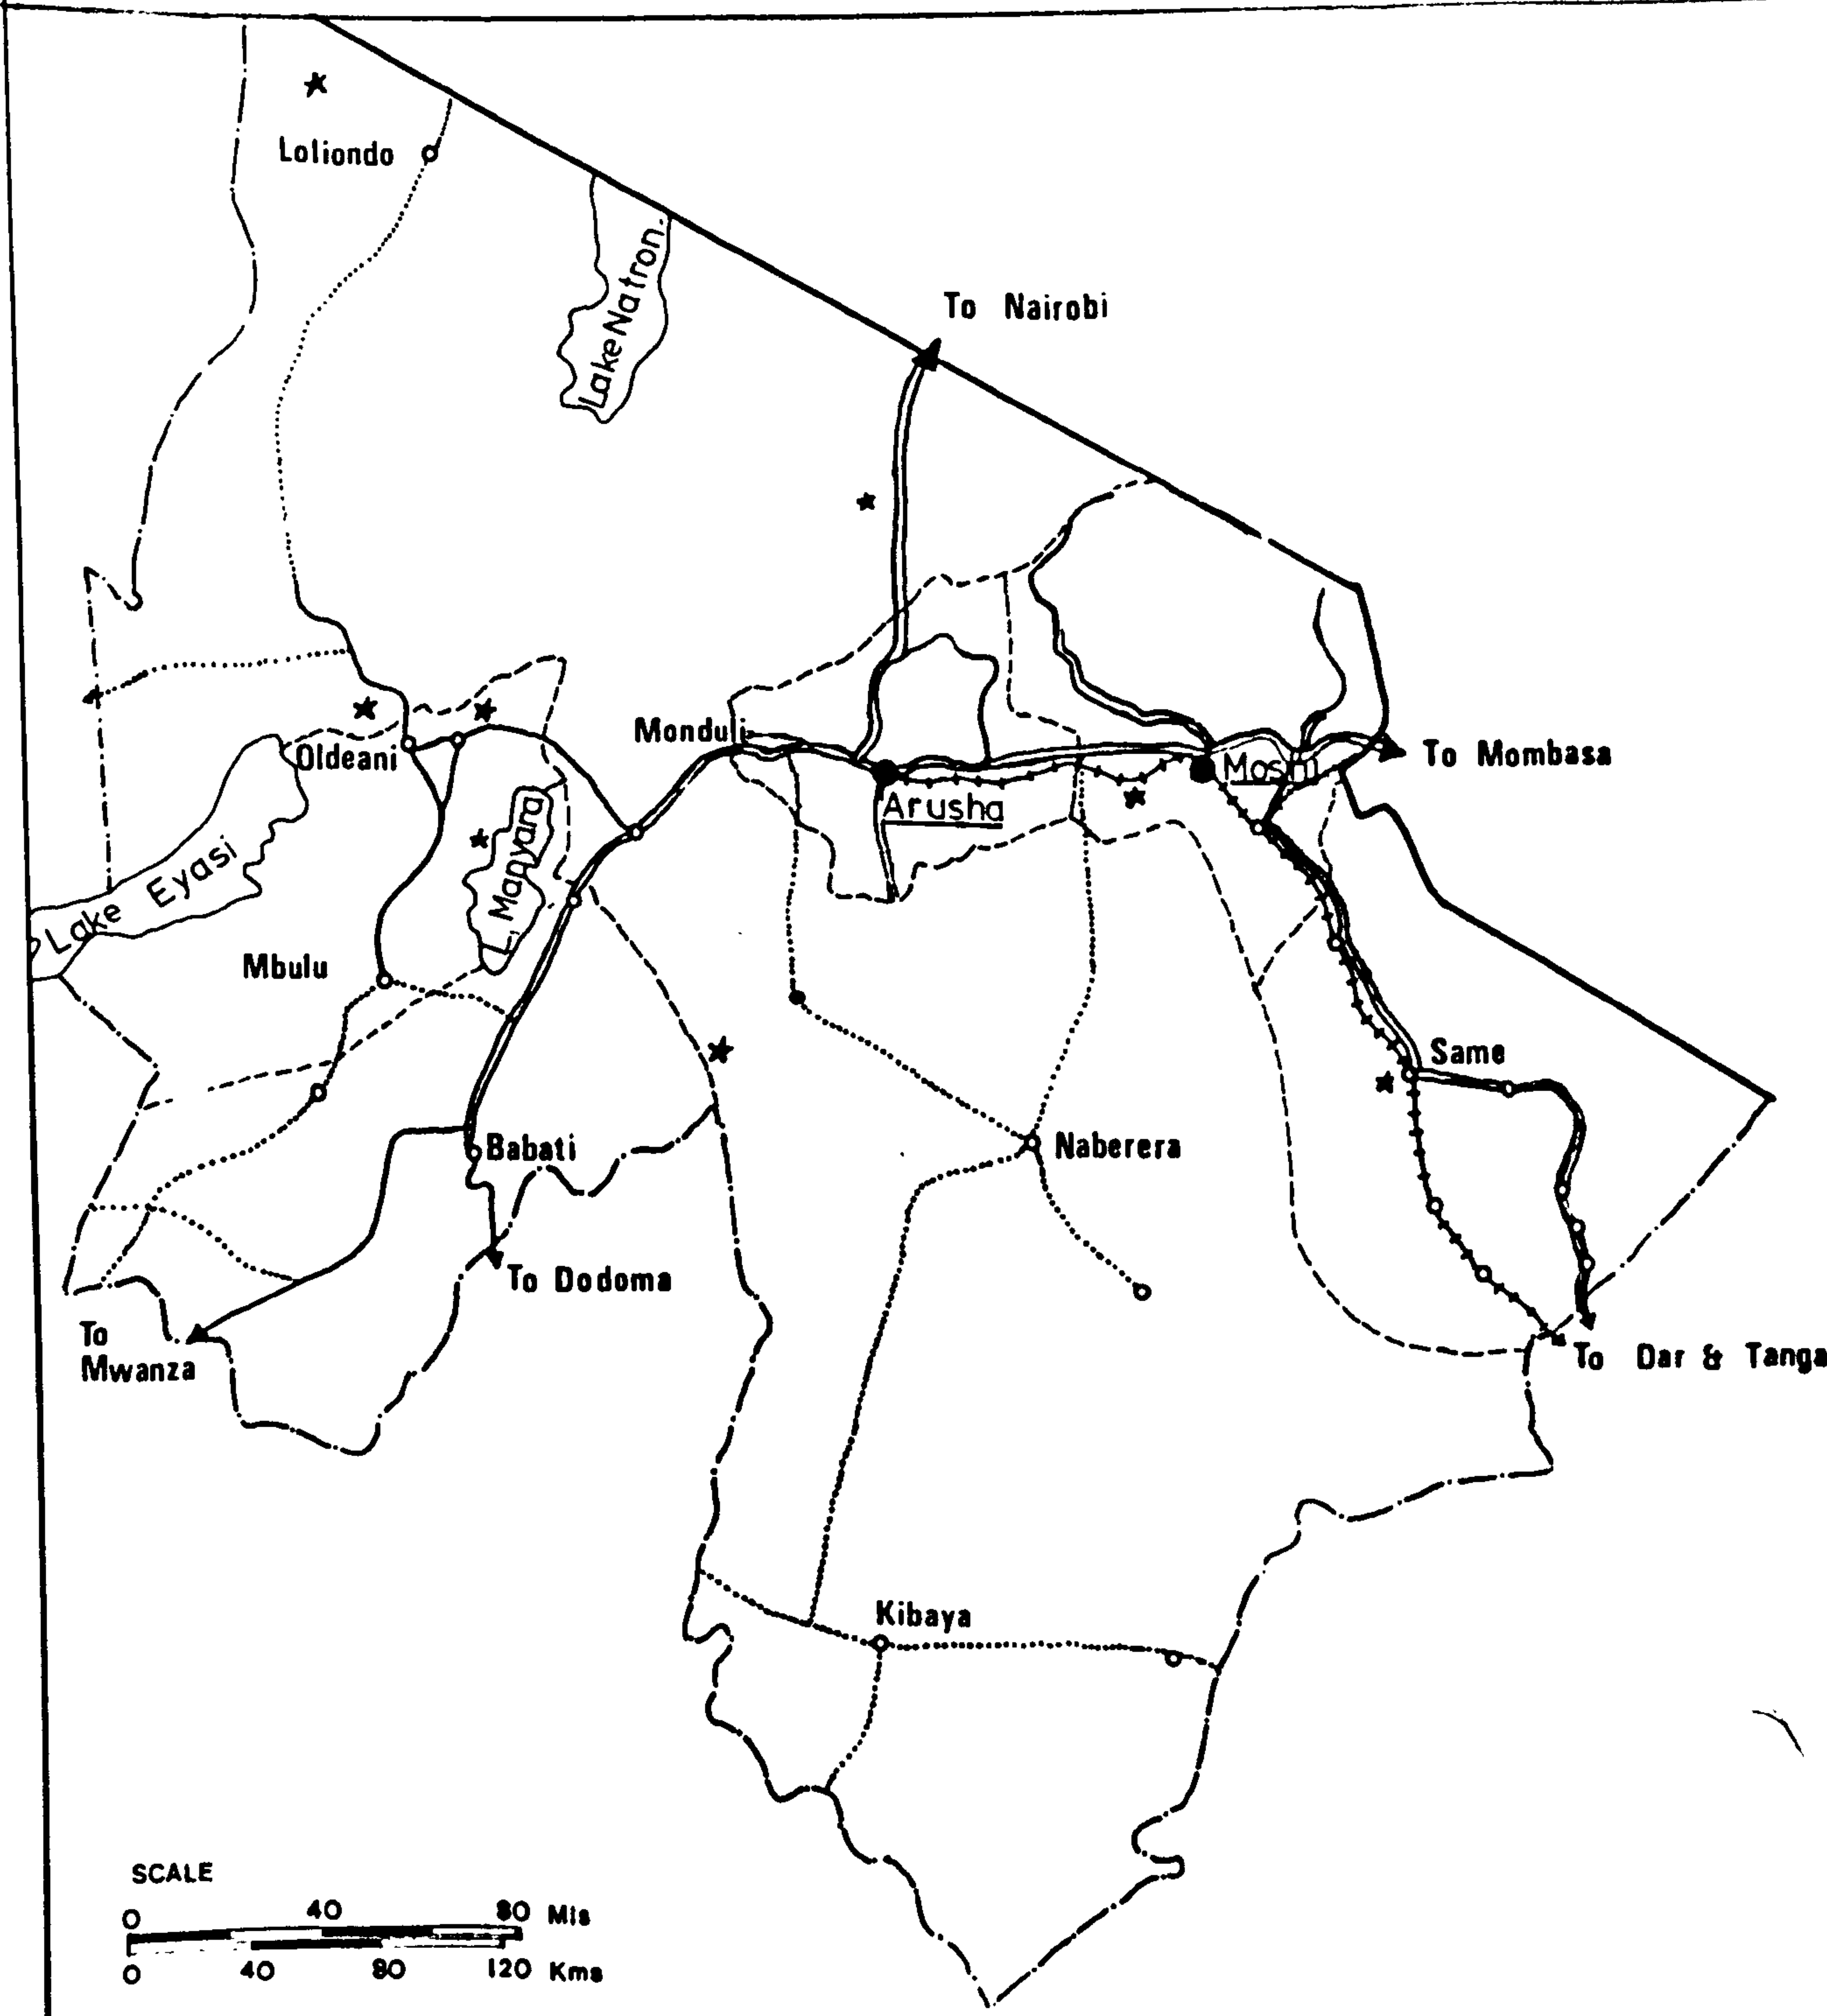 Loliondo
Lake Natron
To Nairobi
Monduli
Oldeani
To Mombasa
Moshi
Arusha
L. Manyara
Lake Eyasi
Mbulu
Same
Babati
Naberera
To Dodoma
To
Mwanza
To Dar & Tanga
Kibaya
SCALE
0 40 80 Mls
0 40 80 120 Kms